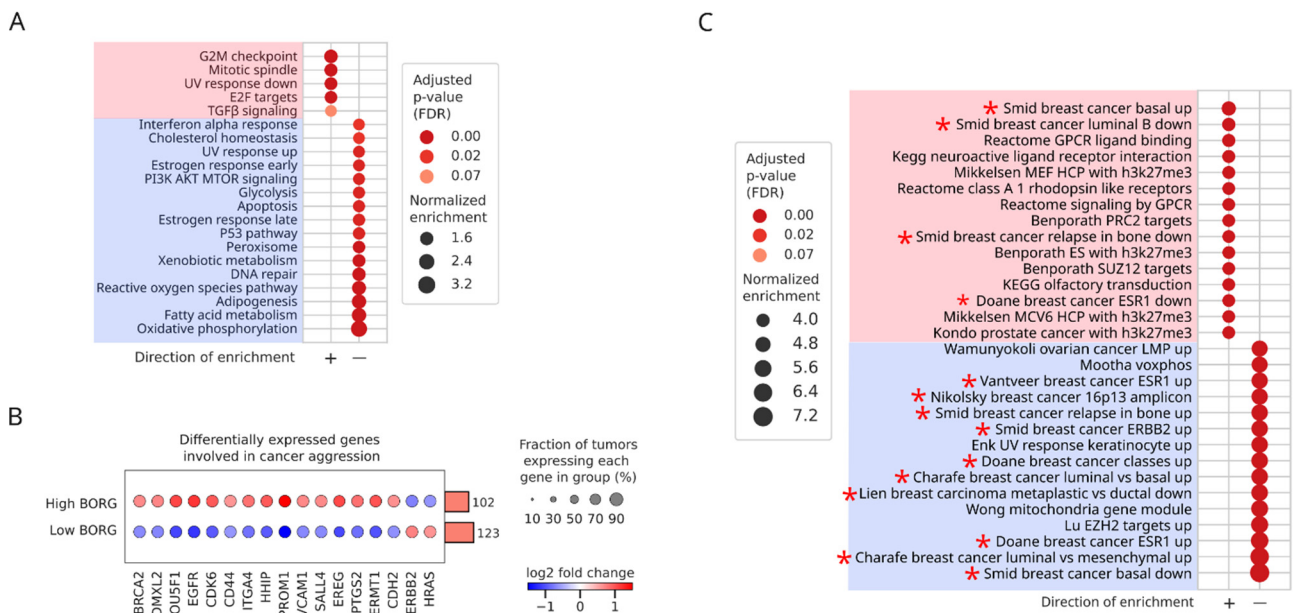 A
G2M checkpoint
Mitotic spindle
UV response down
E2F targets
TGFβ signaling
Interferon alpha response
Cholesterol homeostasis
UV response up
Estrogen response early
PI3K AKT MTOR signaling
Glycolysis
Apoptosis
Estrogen response late
P53 pathway
Peroxisome
Xenobiotic metabolism
DNA repair
Reactive oxygen species pathway
Adipogenesis
Fatty acid metabolism
Oxidative phosphorylation
Direction of enrichment + —
Adjusted
p-value
(FDR)
0.00
0.02
0.07
Normalized
enrichment
1.6
2.4
3.2
B
Differentially expressed genes
involved in cancer aggression
High BORG 102
Low BORG 123
BRCA2
OU5F1
EGFR
CDK6
CD44
ITGA4
HHIP
PROM1
SALL4
EREG
PTGS2
CDH2
ERBB2
HRAS
Fraction of tumors
expressing each
gene in group (%)
10 30 50 70 90
log2 fold change
−1 0 1
C
Adjusted
p-value
(FDR)
0.00
0.02
0.07
Normalized
enrichment
4.0
4.8
5.6
6.4
7.2
* Smid breast cancer basal up
* Smid breast cancer luminal B down
Reactome GPCR ligand binding
Kegg neuroactive ligand receptor interaction
Mikkelsen MEF HCP with h3k27me3
Reactome class A 1 rhodopsin like receptors
Reactome signaling by GPCR
Benporath PRC2 targets
* Smid breast cancer relapse in bone down
Benporath ES with h3k27me3
Benporath SUZ12 targets
KEGG olfactory transduction
* Doane breast cancer ESR1 down
Mikkelsen MCV6 HCP with h3k27me3
Kondo prostate cancer with h3k27me3
Wamunyokoli ovarian cancer LMP up
Mootha voxphos
* Vantveer breast cancer ESR1 up
* Nikolsky breast cancer 16p13 amplicon
* Smid breast cancer relapse in bone up
* Smid breast cancer ERBB2 up
Enk UV response keratinocyte up
* Doane breast cancer classes up
* Charafe breast cancer luminal vs basal up
* Lien breast carcinoma metaplastic vs ductal down
Wong mitochondria gene module
Lu EZH2 targets up
* Doane breast cancer ESR1 up
* Charafe breast cancer luminal vs mesenchymal up
* Smid breast cancer basal down
Direction of enrichment + —